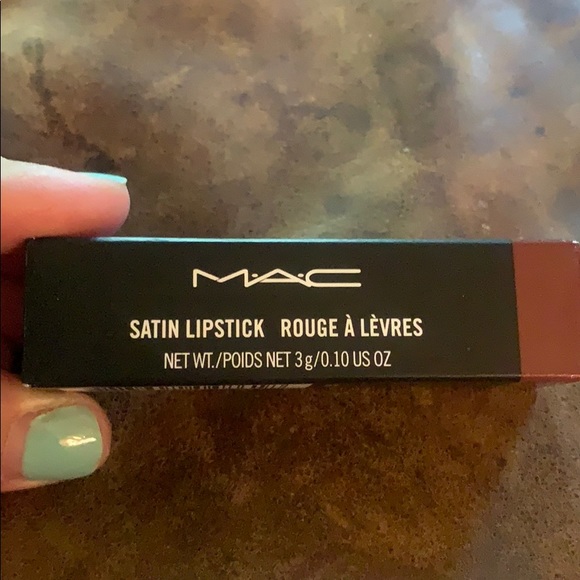 M·A·C
SATIN LIPSTICK ROUGE À LÈVRES
NET WT./POIDS NET 3 g/0.10 US OZ